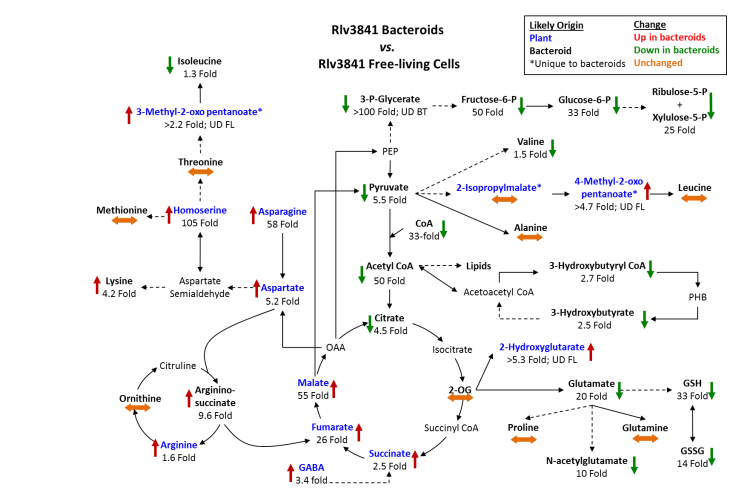 Rlv3841 Bacteroids
vs.
Rlv3841 Free-living Cells
Likely Origin Change
Plant Up in bacteroids
Bacteroid Down in bacteroids
*Unique to bacteroids Unchanged
Isoleucine
1.3 Fold
3-Methyl-2-oxo pentanoate*
>2.2 Fold; UD FL
Threonine
Methionine
Homoserine
105 Fold
Asparagine
58 Fold
Lysine
4.2 Fold
Aspartate
Semialdehyde
Aspartate
5.2 Fold
Citruline
Ornithine
Arginino-
succinate
9.6 Fold
Arginine
1.6 Fold
3-P-Glycerate
>100 Fold; UD BT
Fructose-6-P
50 Fold
Glucose-6-P
33 Fold
Ribulose-5-P
+
Xylulose-5-P
25 Fold
PEP
Valine
1.5 Fold
Pyruvate
5.5 Fold
2-Isopropylmalate*
4-Methyl-2-oxo
pentanoate*
>4.7 Fold; UD FL
Leucine
CoA
33-fold
Alanine
Acetyl CoA
50 Fold
Lipids
Acetoacetyl CoA
3-Hydroxybutyryl CoA
2.7 Fold
PHB
3-Hydroxybutyrate
2.5 Fold
Citrate
4.5 Fold
OAA
Isocitrate
2-Hydroxyglutarate
>5.3 Fold; UD FL
Malate
55 Fold
2-OG
Glutamate
20 Fold
GSH
33 Fold
Fumarate
26 Fold
Succinyl CoA
Proline
Glutamine
Succinate
2.5 Fold
GABA
3.4 fold
N-acetylglutamate
10 Fold
GSSG
14 Fold